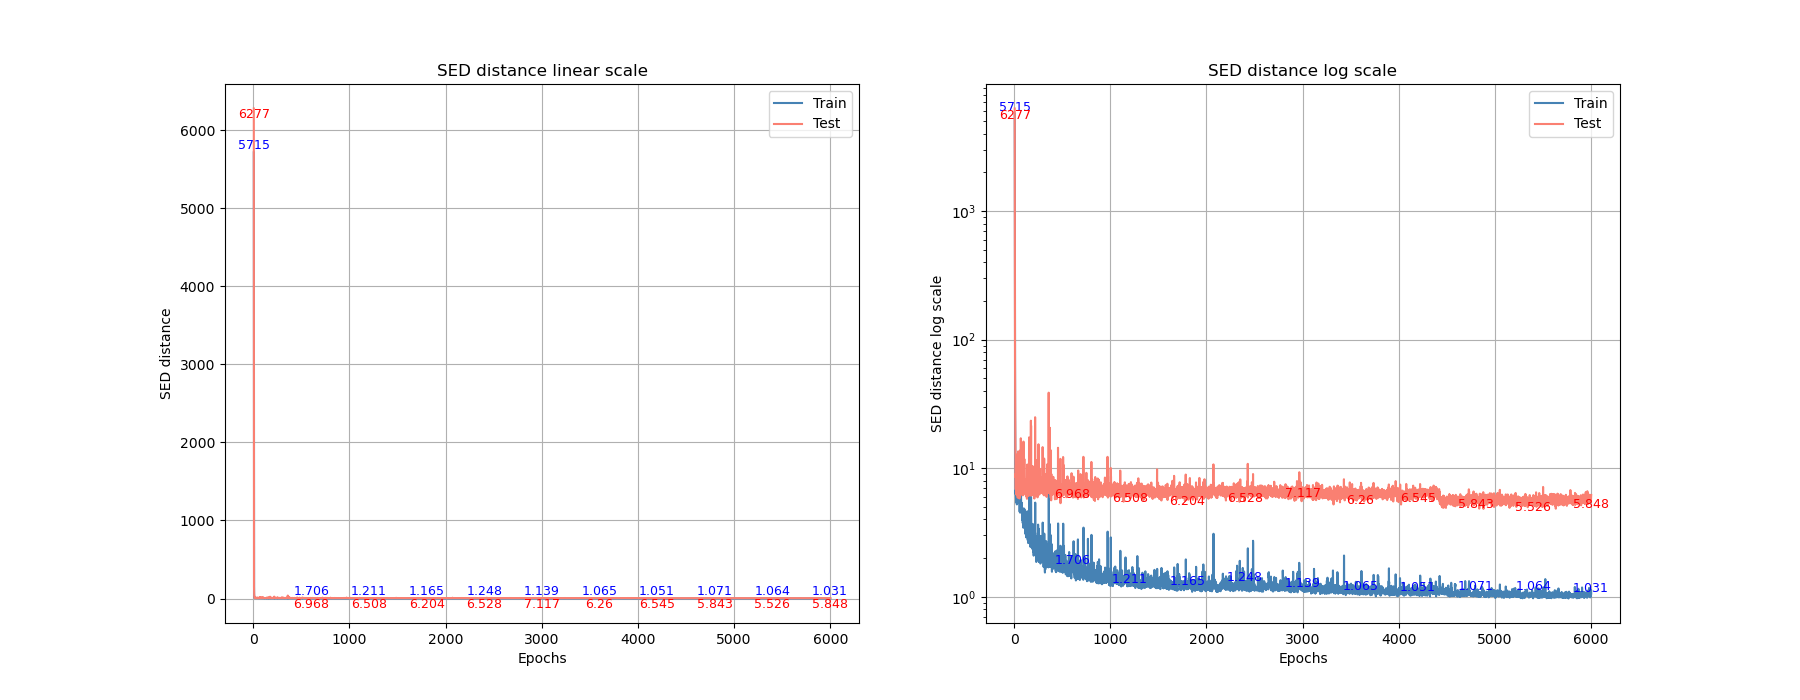 SED distance linear scale
SED distance
6000
5000
4000
3000
2000
1000
0
6277
5715
Train
Test
1.706 1.211 1.165 1.248 1.139 1.065 1.051 1.071 1.064 1.031
6.968 6.508 6.204 6.528 7.117 6.26 6.545 5.843 5.526 5.848
0 1000 2000 3000 4000 5000 6000
Epochs
SED distance log scale
SED distance log scale
10³
10²
10¹
10⁰
5715
6277
Train
Test
6.968 6.508 6.204 6.528 7.117 6.26 6.545 5.843 5.526 5.848
1.706 1.211 1.165 1.248 1.139 1.065 1.051 1.071 1.064 1.031
0 1000 2000 3000 4000 5000 6000
Epochs